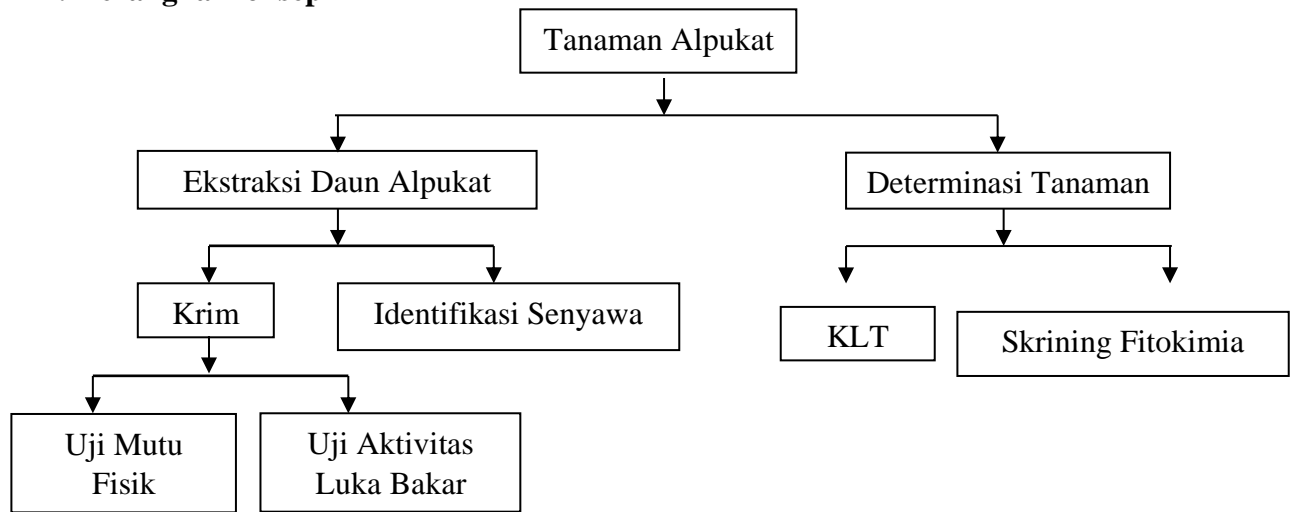 Tanaman Alpukat
Ekstraksi Daun Alpukat
Determinasi Tanaman
Krim
Identifikasi Senyawa
KLT
Skrining Fitokimia
Uji Mutu
Fisik
Uji Aktivitas
Luka Bakar